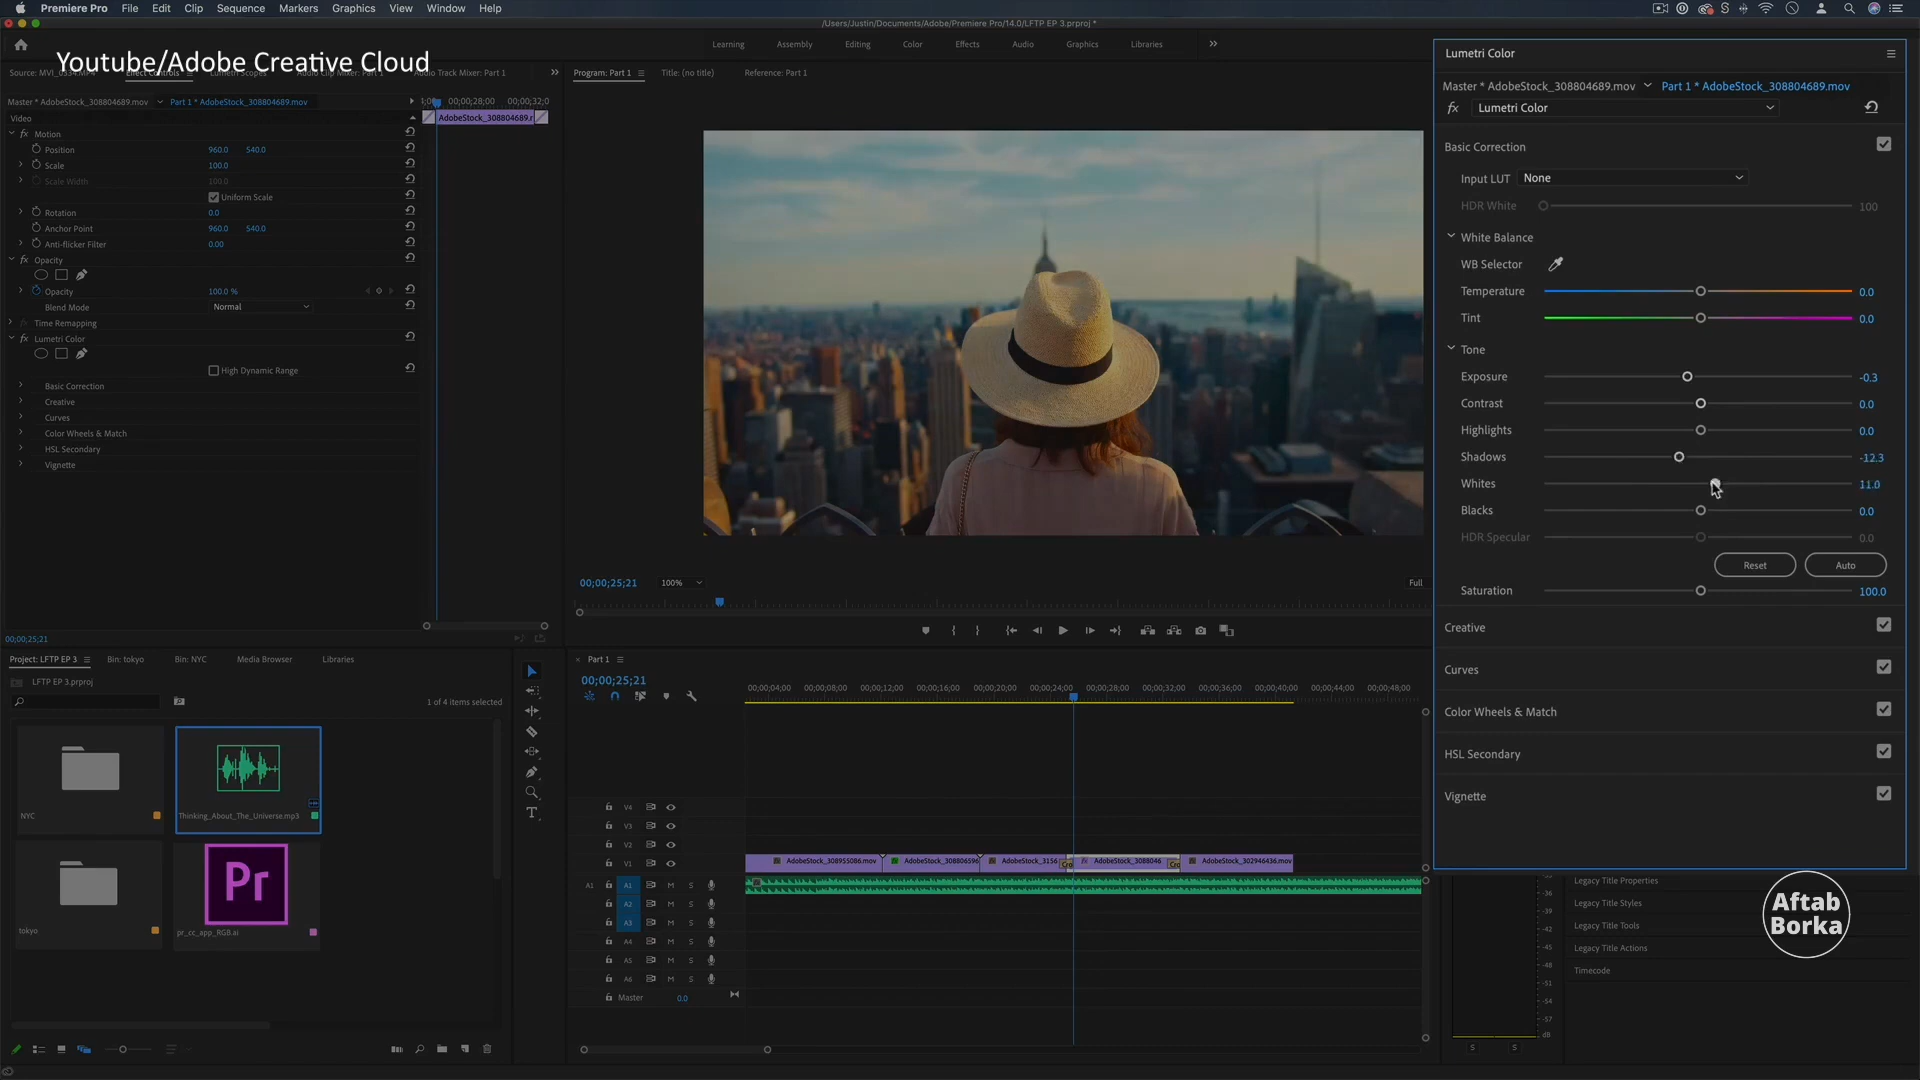 Premiere Pro File Edit Clip Sequence Markers Graphics View Window Help
/Users/Justin/Documents/Adobe/Premiere Pro/14.0/LFTP EP 3.prproj *
Learning Assembly Editing Color Effects Audio Graphics Libraries
Youtube/Adobe Creative Cloud
Source: MVI_0334.MP4 Effect Controls Lumetri Scopes Audio Clip Mixer: Part 1 Audio Track Mixer: Part 1
Master * AdobeStock_308804689.mov Part 1 * AdobeStock_308804689.mov
00;00;28;00 00;00;32;0
Video
AdobeStock_308804689.r
fx Motion
Position 960.0 540.0
Scale 100.0
Scale Width 100.0
Uniform Scale
Rotation 0.0
Anchor Point 960.0 540.0
Anti-flicker Filter 0.00
fx Opacity
Opacity 100.0 %
Blend Mode Normal
Time Remapping
fx Lumetri Color
High Dynamic Range
Basic Correction
Creative
Curves
Color Wheels & Match
HSL Secondary
Vignette
00;00;25;21
Program: Part 1 Title: (no title) Reference: Part 1
00;00;25;21 100% Full
Lumetri Color
Master * AdobeStock_308804689.mov Part 1 * AdobeStock_308804689.mov
fx Lumetri Color
Basic Correction
Input LUT None
HDR White 100
White Balance
WB Selector
Temperature 0.0
Tint 0.0
Tone
Exposure -0.3
Contrast 0.0
Highlights 0.0
Shadows -12.3
Whites 11.0
Blacks 0.0
HDR Specular 0.0
Reset Auto
Saturation 100.0
Creative
Curves
Color Wheels & Match
HSL Secondary
Vignette
Project: LFTP EP 3 Bin: tokyo Bin: NYC Media Browser Libraries
LFTP EP 3.prproj
1 of 4 items selected
NYC
Thinking_About_The_Universe.mp3
tokyo
Pr
pr_cc_app_RGB.ai
Part 1
00;00;25;21
00;00;04;00 00;00;08;00 00;00;12;00 00;00;16;00 00;00;20;00 00;00;24;00 00;00;28;00 00;00;32;00 00;00;36;00 00;00;40;00 00;00;44;00 00;00;48;00
V4
V3
V2
V1 AdobeStock_308955086.mov AdobeStock_308806596 AdobeStock_3156 Cro AdobeStock_3088046 Cro AdobeStock_302946436.mov
A1 A1 M S
A2 M S
A3 M S
A4 M S
A5 M S
A6 M S
Master 0.0
-36
-39
-42
-45
-48
-51
-54
-57
dB
S S
Legacy Title Properties
Legacy Title Styles
Legacy Title Tools
Legacy Title Actions
Timecode
Aftab
Borka